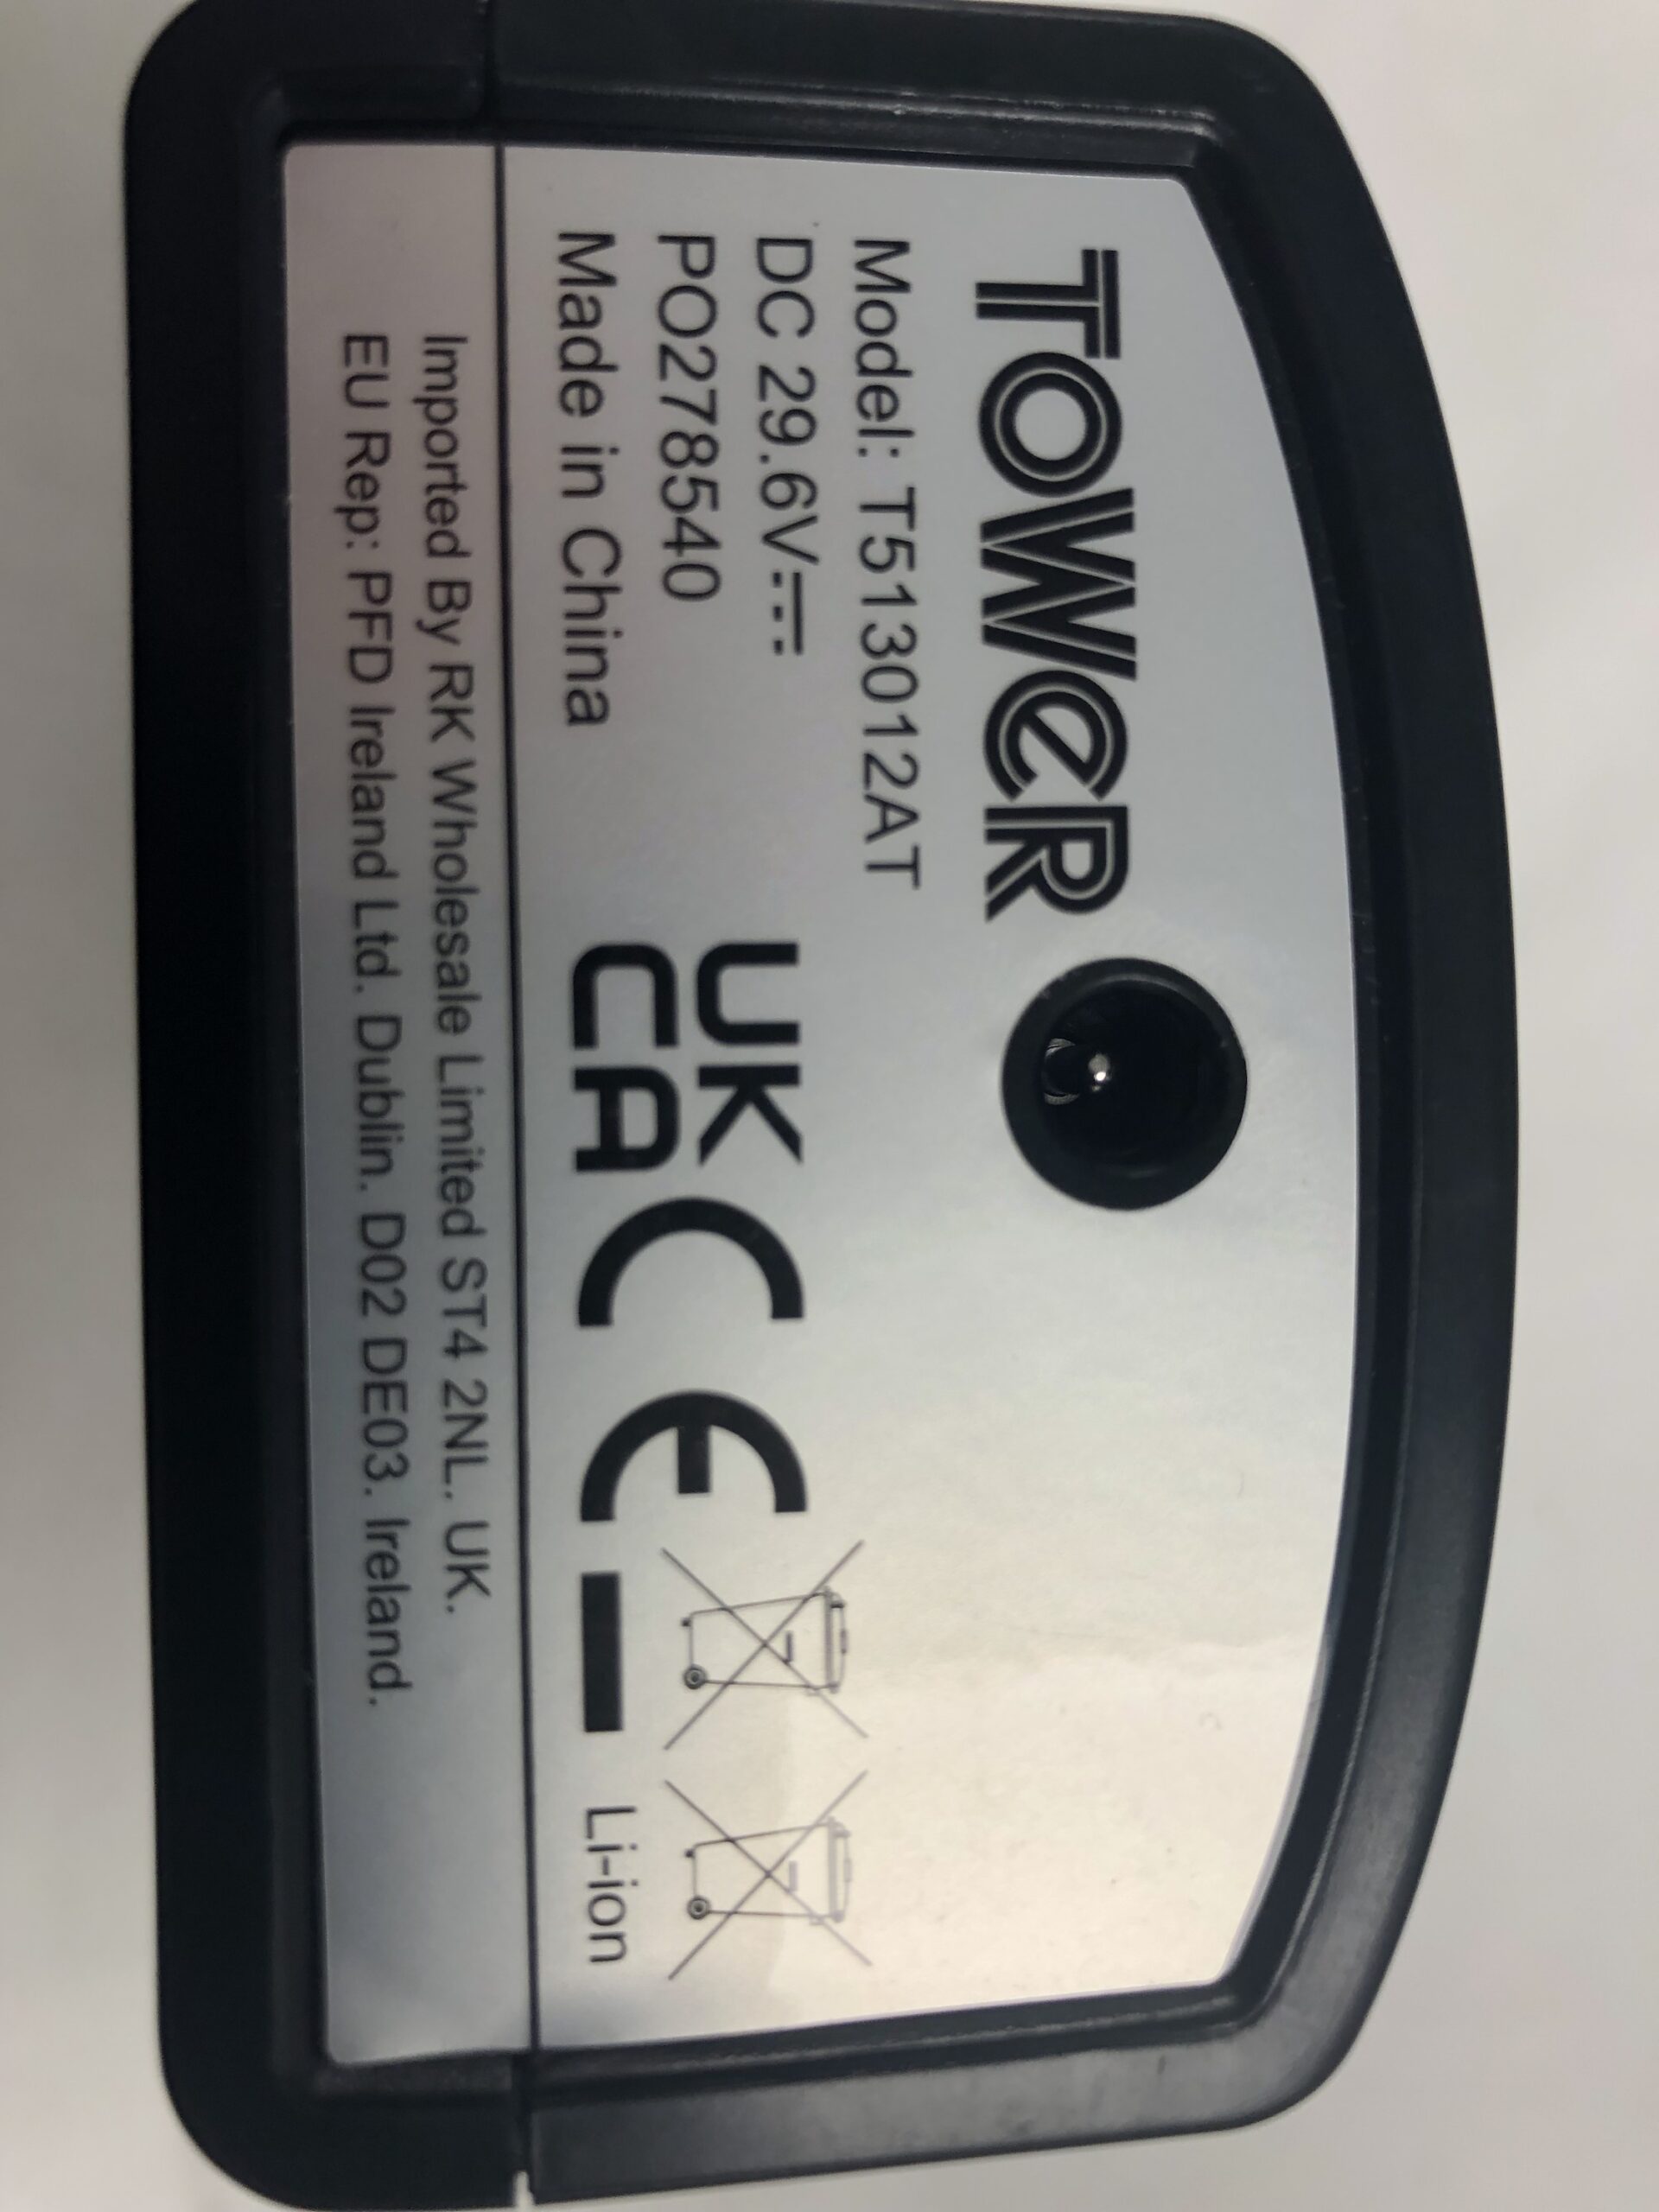 TOWER
Model: T513012AT
DC 29.6V
PO278540
Made in China
UK
CA
CE
Li-ion
Imported By RK Wholesale Limited ST4 2NL. UK.
EU Rep: PFD Ireland Ltd. Dublin. D02 DE03. Ireland.